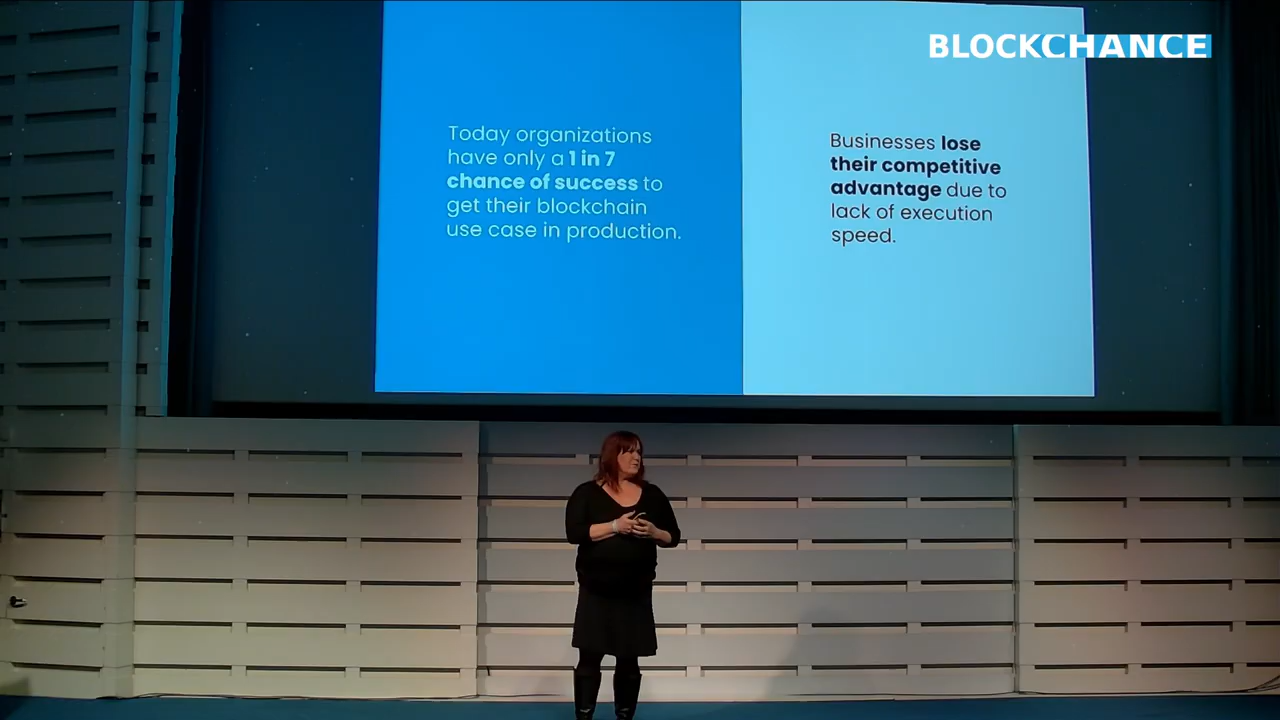 BLOCKCHANCE
Today organizations
have only a 1 in 7
chance of success to
get their blockchain
use case in production.
Businesses lose
their competitive
advantage due to
lack of execution
speed.